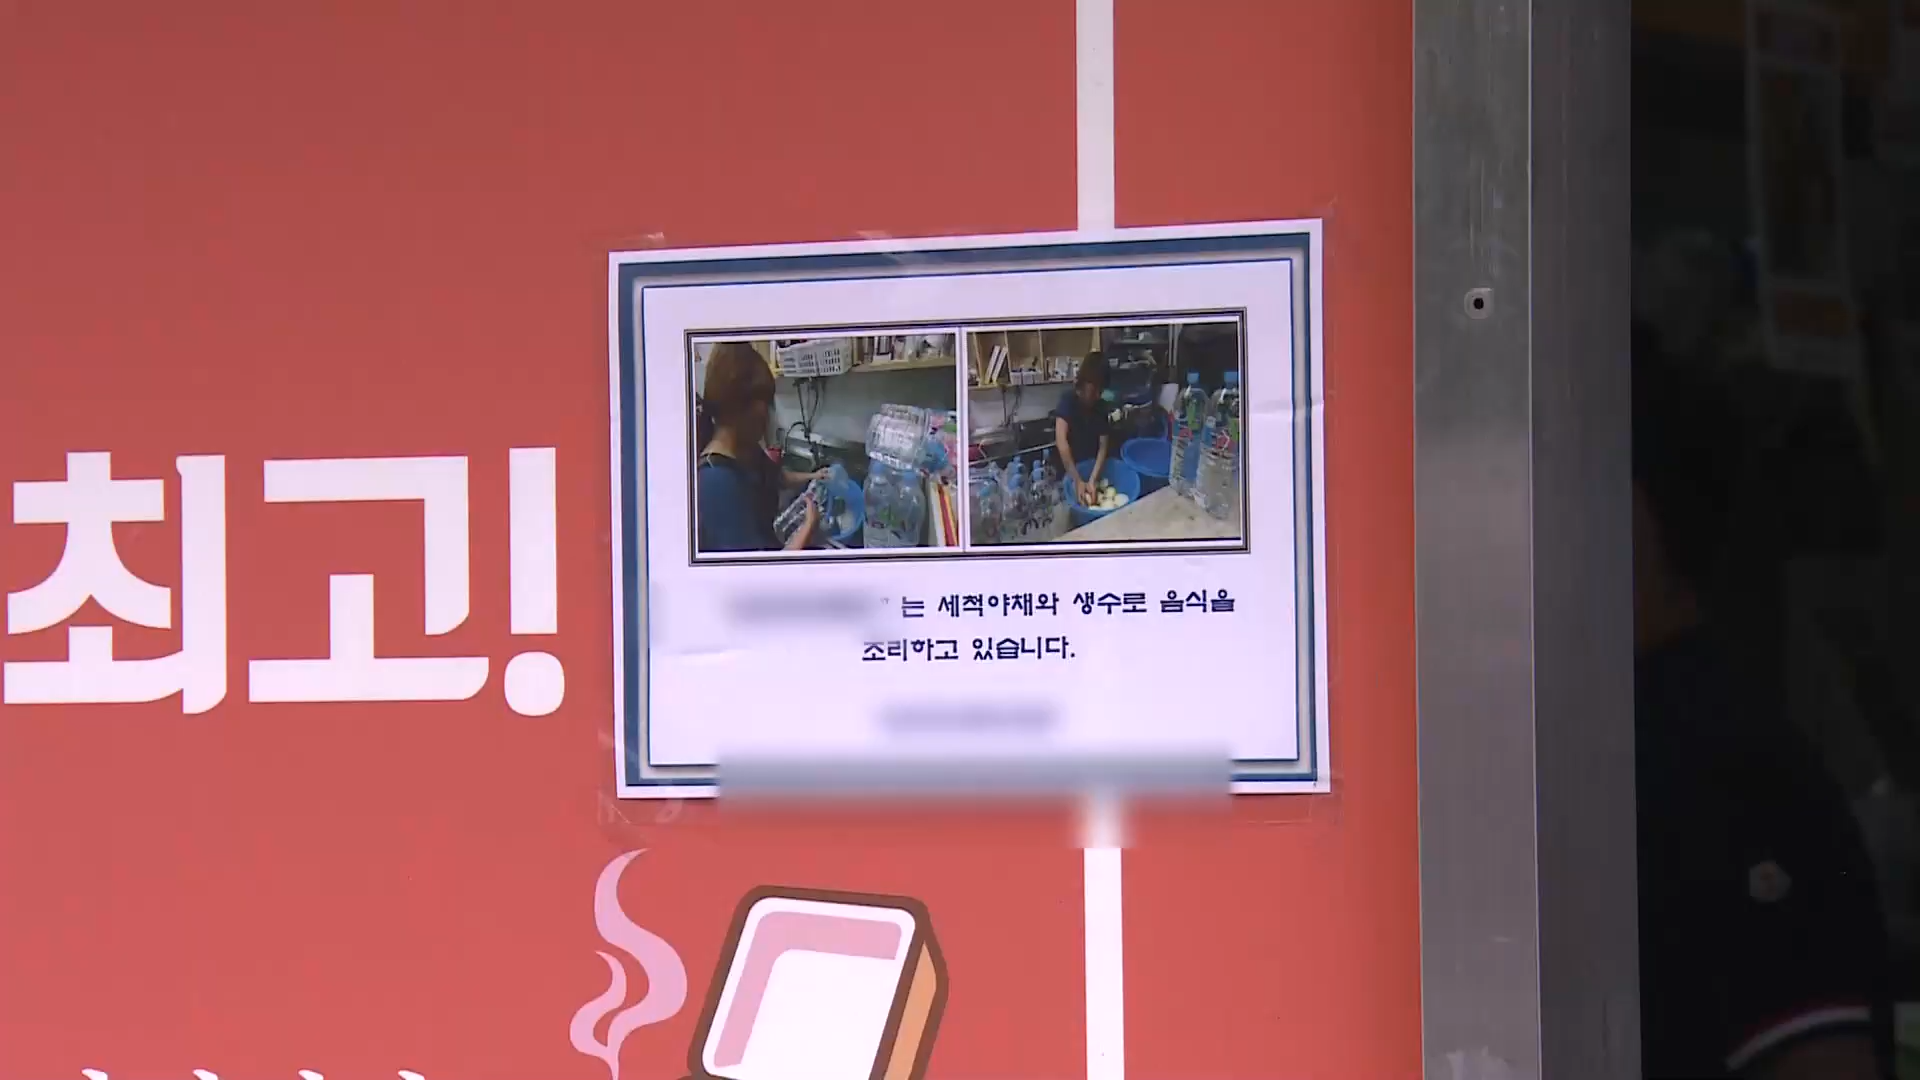 최고!
는 세척야채와 생수로 음식을
조리하고 있습니다.